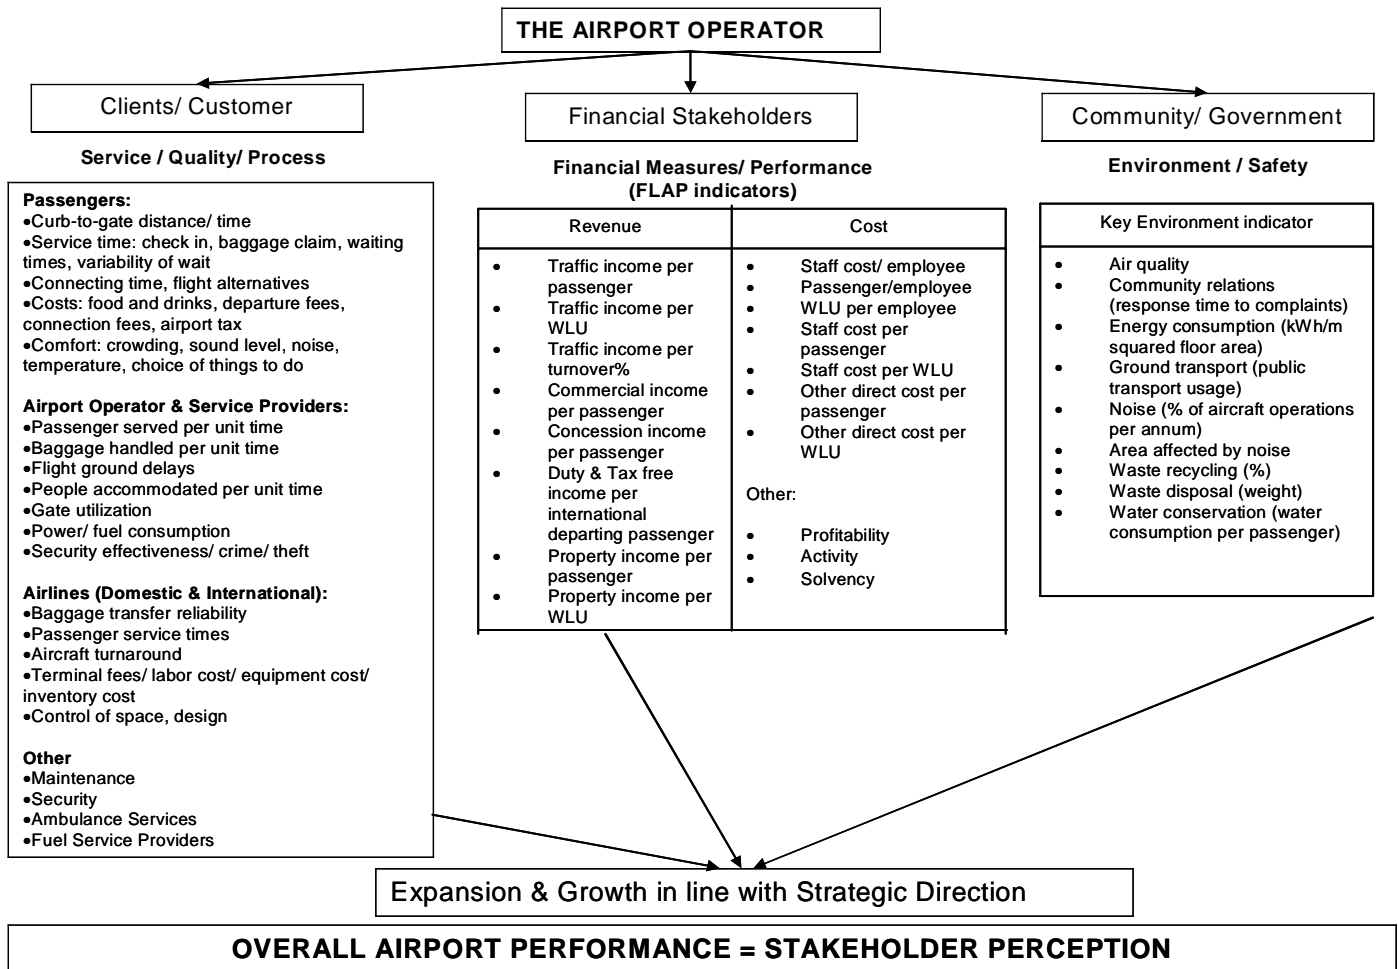 THE AIRPORT OPERATOR
Clients/ Customer
Financial Stakeholders
Community/ Government
Service / Quality/ Process
Financial Measures/ Performance
(FLAP indicators)
Environment / Safety
Passengers:
•Curb-to-gate distance/ time
•Service time: check in, baggage claim, waiting
times, variability of wait
•Connecting time, flight alternatives
•Costs: food and drinks, departure fees,
connection fees, airport tax
•Comfort: crowding, sound level, noise,
temperature, choice of things to do
Airport Operator & Service Providers:
•Passenger served per unit time
•Baggage handled per unit time
•Flight ground delays
•People accommodated per unit time
•Gate utilization
•Power/ fuel consumption
•Security effectiveness/ crime/ theft
Airlines (Domestic & International):
•Baggage transfer reliability
•Passenger service times
•Aircraft turnaround
•Terminal fees/ labor cost/ equipment cost/
inventory cost
•Control of space, design
Other
•Maintenance
•Security
•Ambulance Services
•Fuel Service Providers
Revenue
• Traffic income per
passenger
• Traffic income per
WLU
• Traffic income per
turnover%
• Commercial income
per passenger
• Concession income
per passenger
• Duty & Tax free
income per
international
departing passenger
• Property income per
passenger
• Property income per
WLU
Cost
• Staff cost/ employee
• Passenger/employee
• WLU per employee
• Staff cost per
passenger
• Staff cost per WLU
• Other direct cost per
passenger
• Other direct cost per
WLU
Other:
• Profitability
• Activity
• Solvency
Key Environment indicator
• Air quality
• Community relations
(response time to complaints)
• Energy consumption (kWh/m
squared floor area)
• Ground transport (public
transport usage)
• Noise (% of aircraft operations
per annum)
• Area affected by noise
• Waste recycling (%)
• Waste disposal (weight)
• Water conservation (water
consumption per passenger)
Expansion & Growth in line with Strategic Direction
OVERALL AIRPORT PERFORMANCE = STAKEHOLDER PERCEPTION